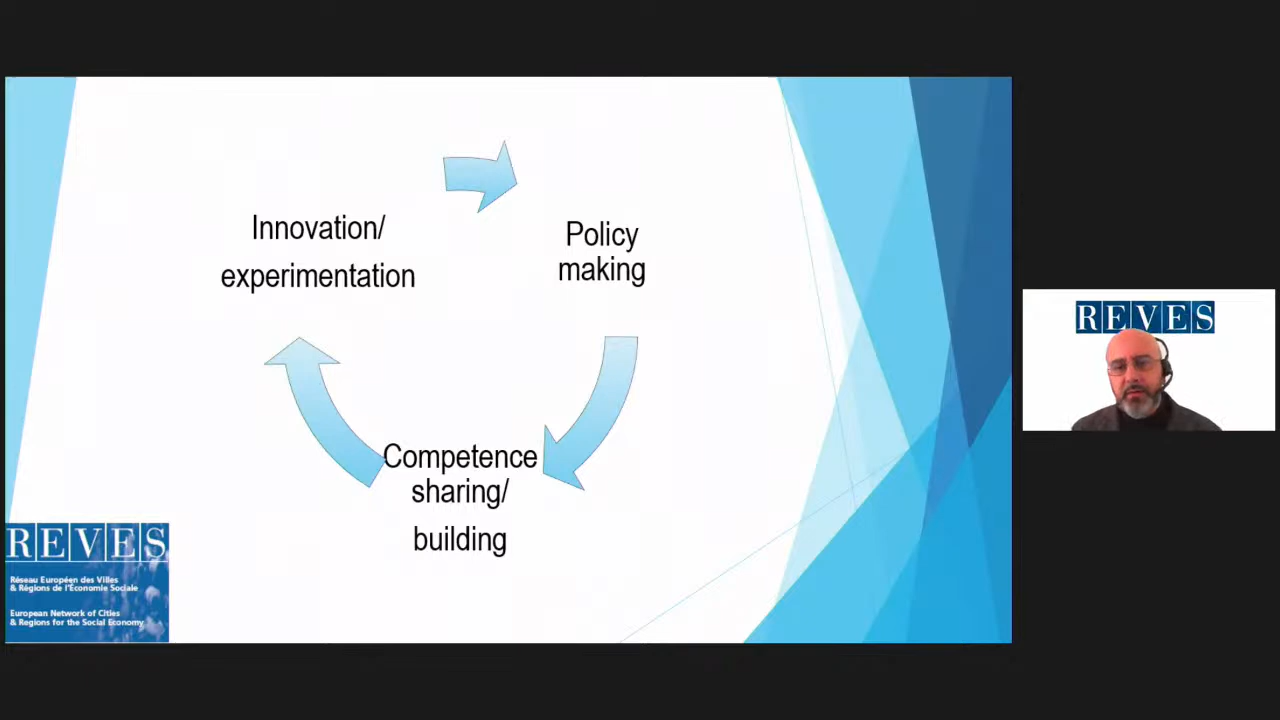 Innovation/
experimentation
Policy
making
Competence
sharing/
building
REVES
Réseau Européen des Villes
& Régions de l'Économie Sociale
European Network of Cities
& Regions for the Social Economy
REVES